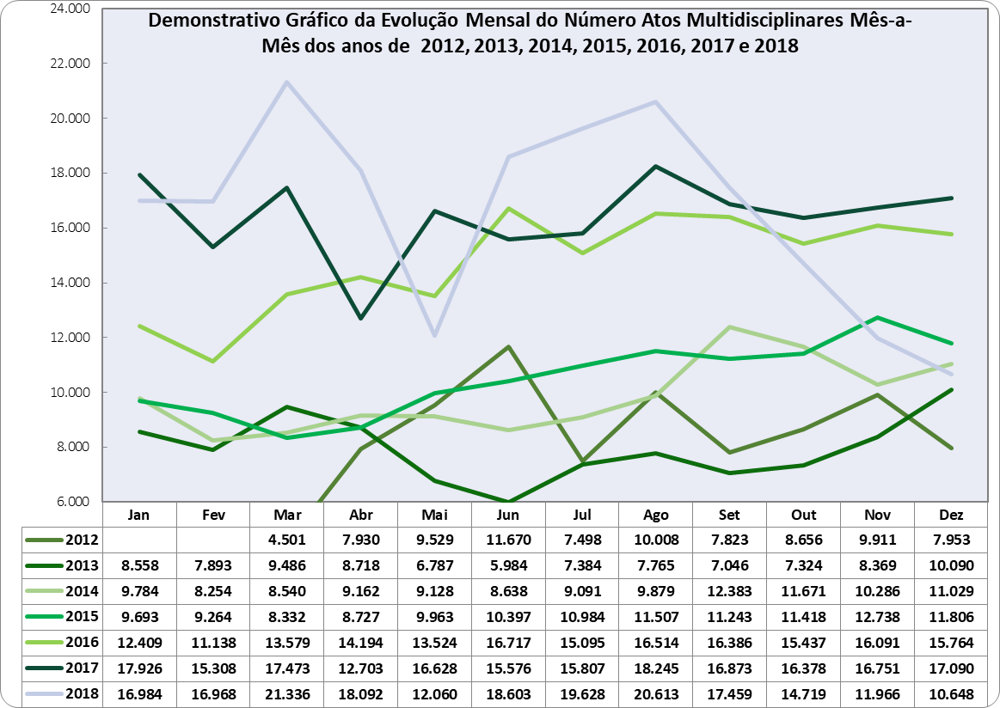 Demonstrativo Gráfico da Evolução Mensal do Número Atos Multidisciplinares Mês-a-
Mês dos anos de 2012, 2013, 2014, 2015, 2016, 2017 e 2018
24.000
22.000
20.000
18.000
16.000
14.000
12.000
10.000
8.000
6.000
Jan Fev Mar Abr Mai Jun Jul Ago Set Out Nov Dez
2012 4.501 7.930 9.529 11.670 7.498 10.008 7.823 8.656 9.911 7.953
2013 8.558 7.893 9.486 8.718 6.787 5.984 7.384 7.765 7.046 7.324 8.369 10.090
2014 9.784 8.254 8.540 9.162 9.128 8.638 9.091 9.879 12.383 11.671 10.286 11.029
2015 9.693 9.264 8.332 8.727 9.963 10.397 10.984 11.507 11.243 11.418 12.738 11.806
2016 12.409 11.138 13.579 14.194 13.524 16.717 15.095 16.514 16.386 15.437 16.091 15.764
2017 17.926 15.308 17.473 12.703 16.628 15.576 15.807 18.245 16.873 16.378 16.751 17.090
2018 16.984 16.968 21.336 18.092 12.060 18.603 19.628 20.613 17.459 14.719 11.966 10.648